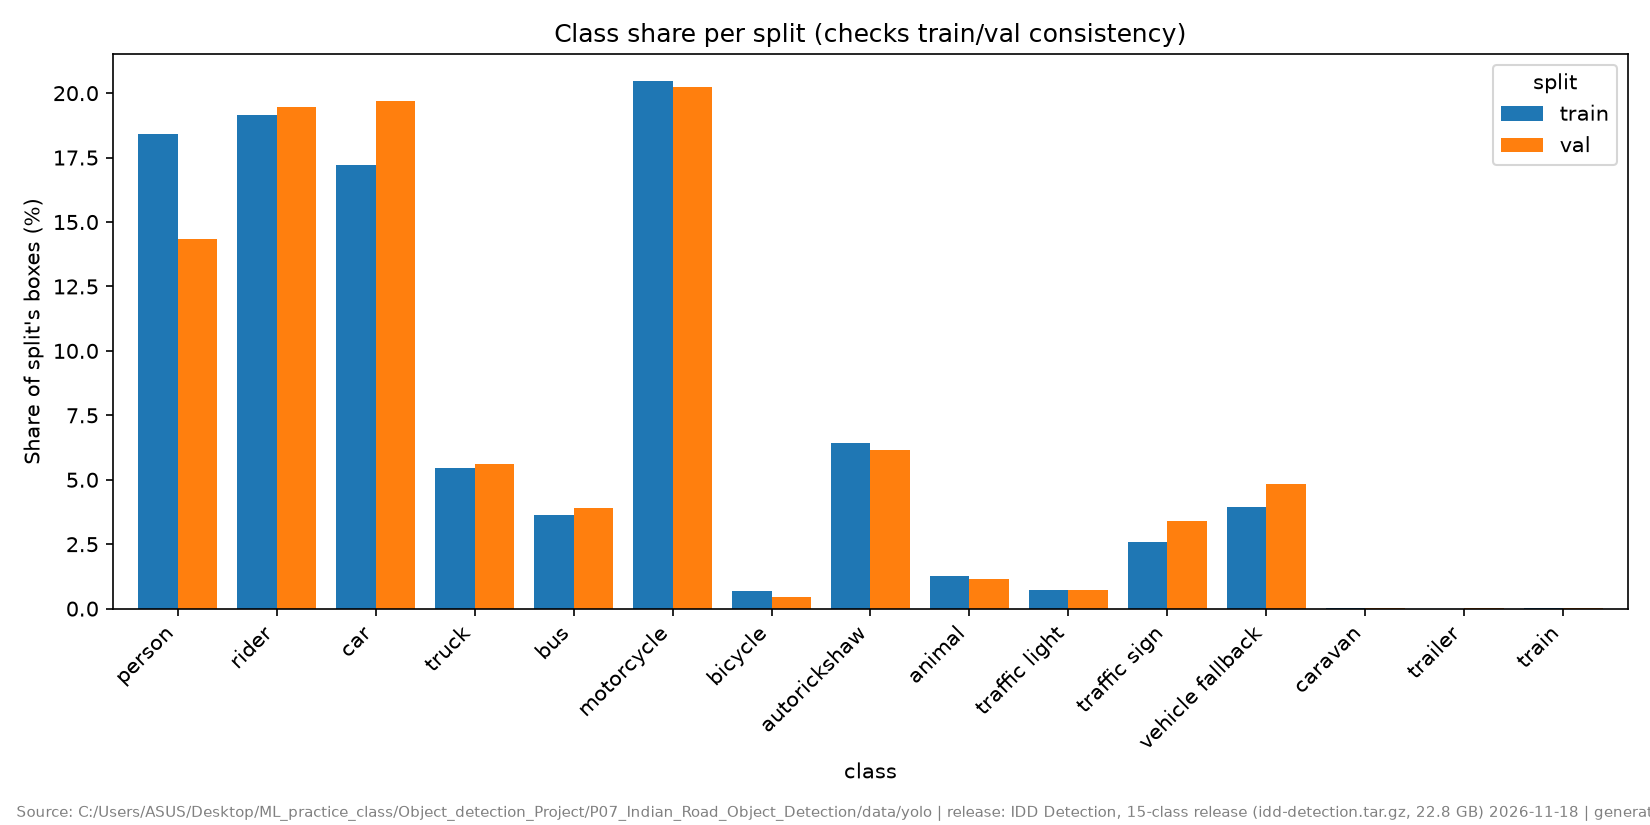 Class share per split (checks train/val consistency)
split
train
val
Share of split's boxes (%)
20.0
17.5
15.0
12.5
10.0
7.5
5.0
2.5
0.0
person
rider
car
truck
bus
motorcycle
bicycle
autorickshaw
animal
traffic light
traffic sign
vehicle fallback
caravan
trailer
train
class
Source: C:/Users/ASUS/Desktop/ML_practice_class/Object_detection_Project/P07_Indian_Road_Object_Detection/data/yolo | release: IDD Detection, 15-class release (idd-detection.tar.gz, 22.8 GB) 2026-11-18 |